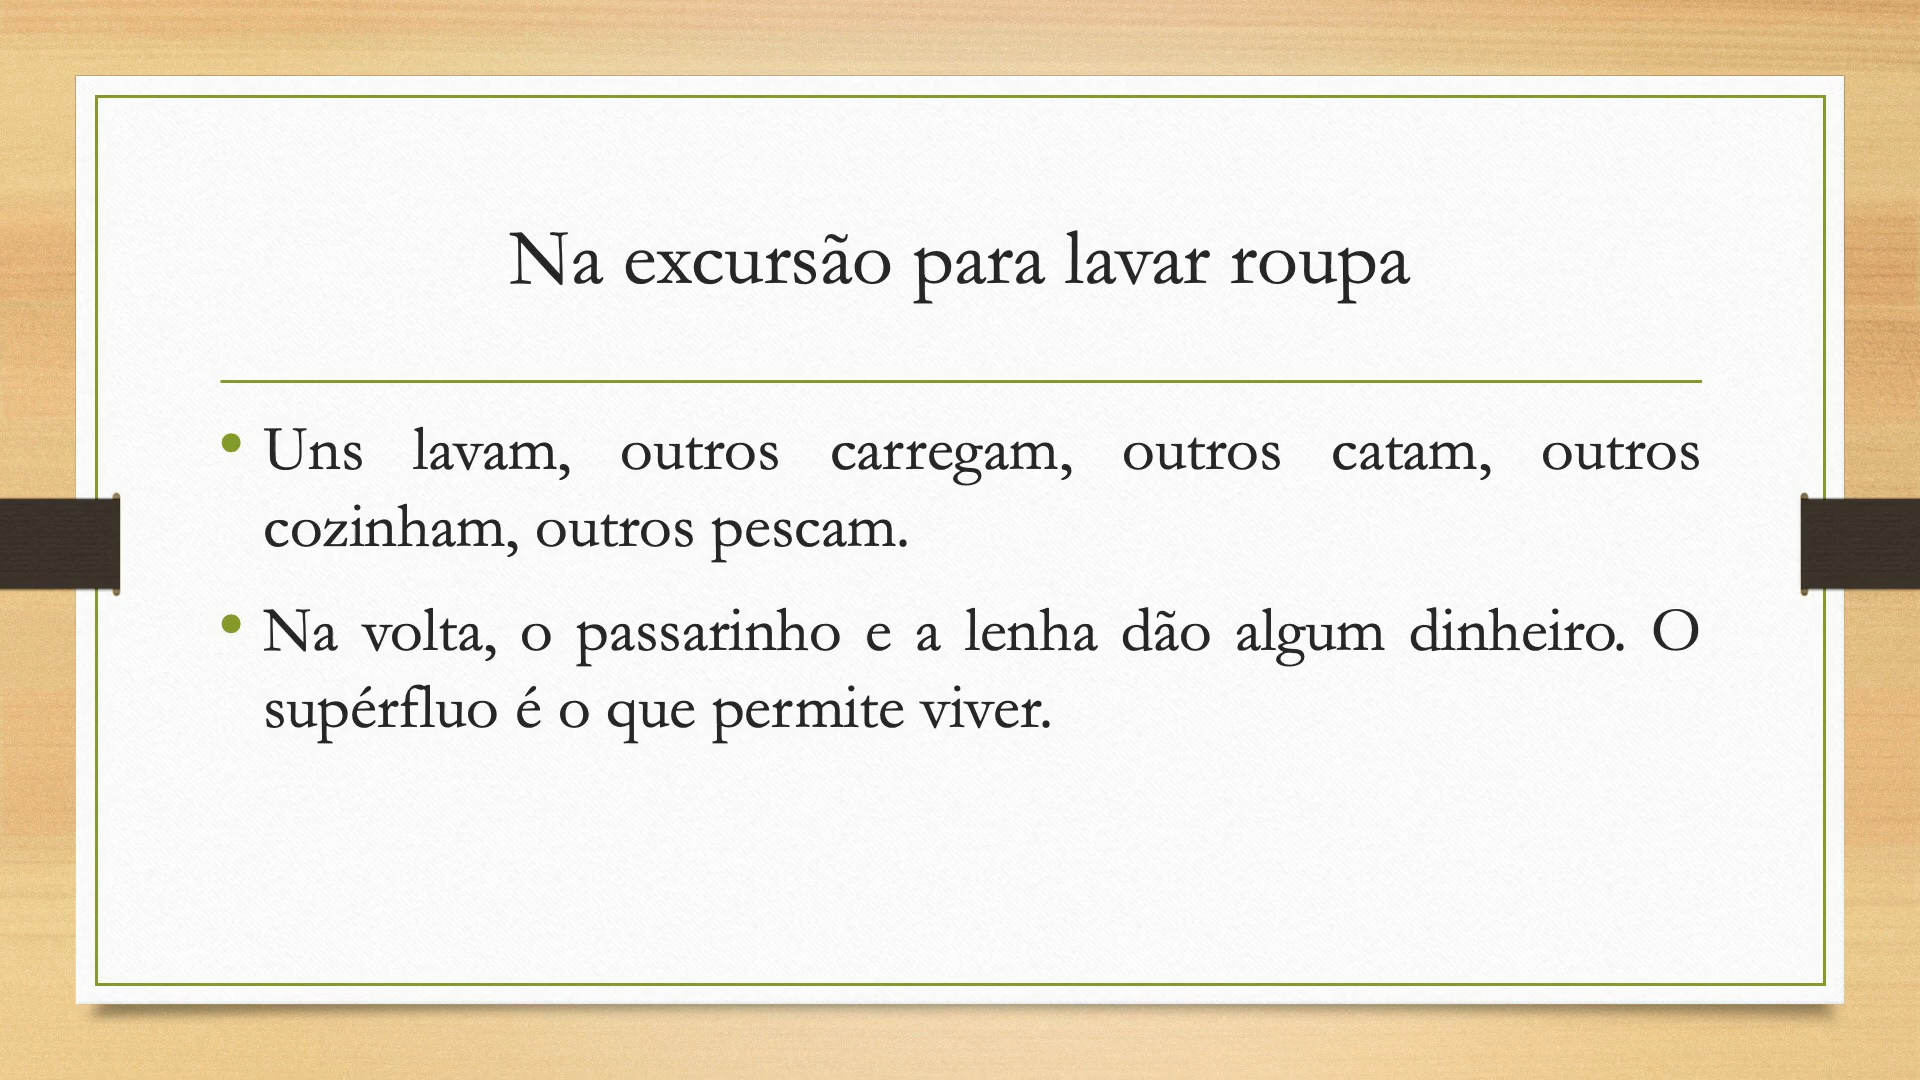 Na excursão para lavar roupa
• Uns lavam, outros carregam, outros catam, outros
cozinham, outros pescam.
• Na volta, o passarinho e a lenha dão algum dinheiro. O
supérfluo é o que permite viver.